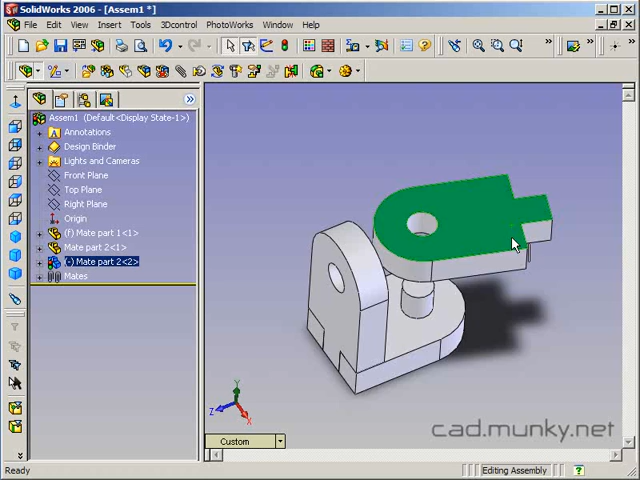 SolidWorks 2006 - [Assem1 *]
File Edit View Insert Tools 3Dcontrol PhotoWorks Window Help
Assem1 (Default<Display State-1>)
Annotations
Design Binder
Lights and Cameras
Front Plane
Top Plane
Right Plane
Origin
(f) Mate part 1<1>
Mate part 2<1>
(-) Mate part 2<2>
Mates
Y
Z
X
Custom
cad.munky.net
Ready
Editing Assembly